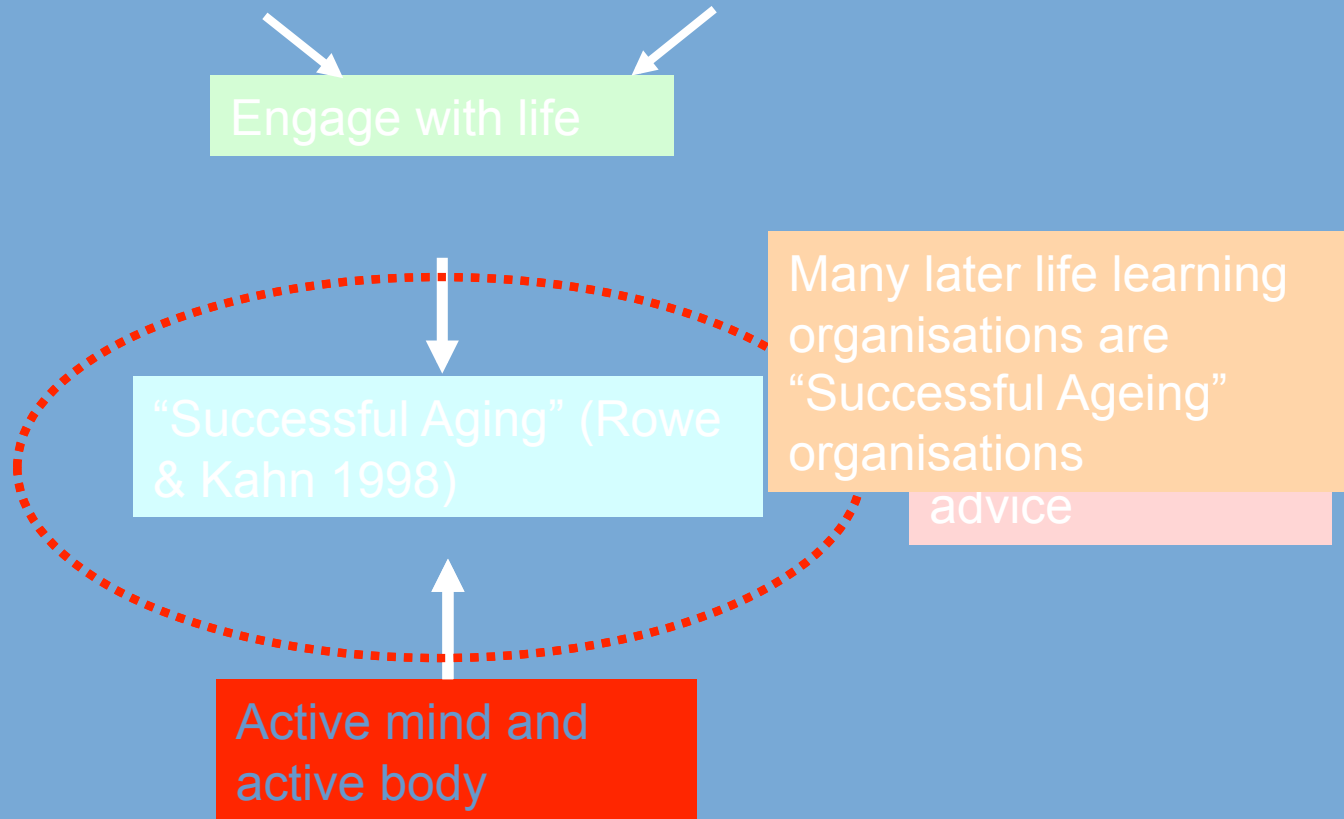 Engage with life
Many later life learning
organisations are
“Successful Ageing”
organisations
“Successful Aging” (Rowe
& Kahn 1998)
advice
Active mind and
active body